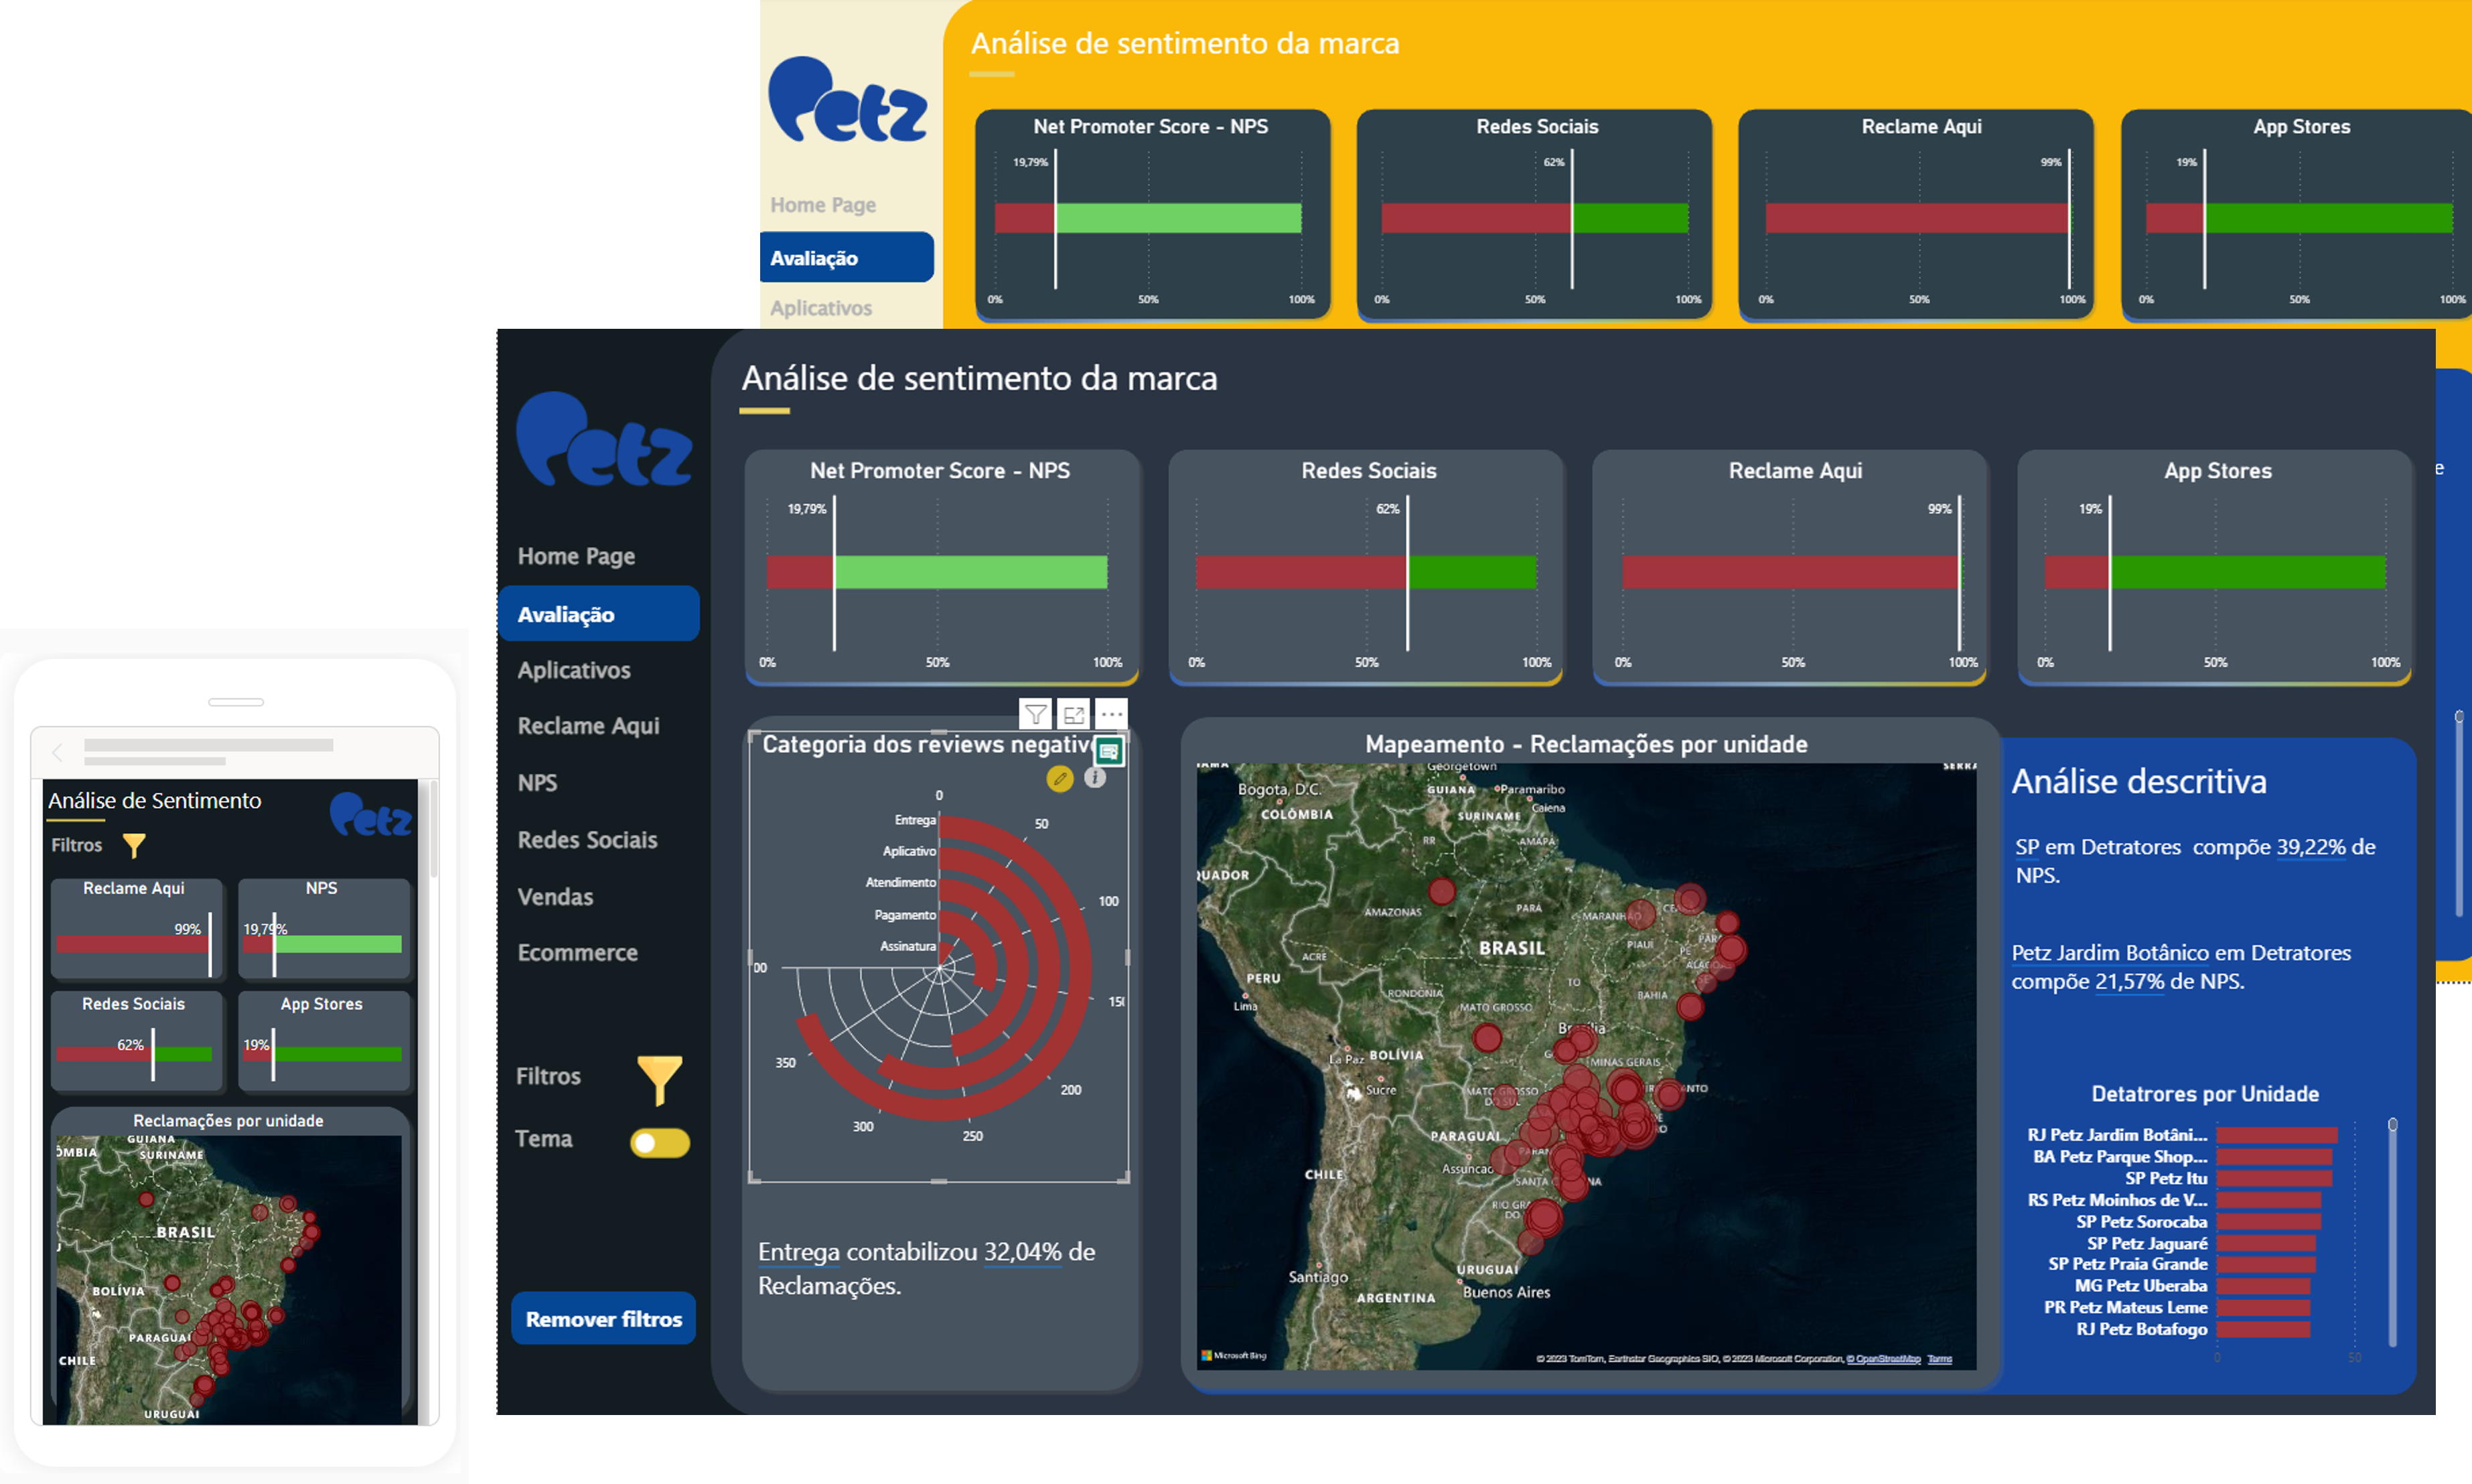 Análise de sentimento da marca
Petz
Home Page
Avaliação
Aplicativos
Net Promoter Score - NPS
19,79%
0%
50%
100%
Redes Sociais
62%
0%
50%
100%
Reclame Aqui
99%
0%
50%
100%
App Stores
19%
0%
50%
100%
e
Análise de sentimento da marca
Petz
Home Page
Avaliação
Aplicativos
Reclame Aqui
NPS
Redes Sociais
Vendas
Ecommerce
Filtros
Tema
Remover filtros
Net Promoter Score - NPS
19,79%
0%
50%
100%
Redes Sociais
62%
0%
50%
100%
Reclame Aqui
99%
0%
50%
100%
App Stores
19%
0%
50%
100%
Categoria dos reviews negativ
0
50
100
150
200
250
300
350
00
Entrega
Aplicativo
Atendimento
Pagamento
Assinatura
Entrega contabilizou 32,04% de
Reclamações.
Mapeamento - Reclamações por unidade
Georgetown
Bogota, D.C.
GUIANA
Paramaribo
Caiena
COLÔMBIA
SURINAME
RR
AMAPÁ
QUADOR
AMAZONAS
PARÁ
MARANHÃO
CE
BRASIL
PIAUÍ
PE
ALAGOAS
ACRE
PERU
TO
RONDÔNIA
BAHIA
Lima
MATO GROSSO
Brasília
La Paz
BOLÍVIA
MINAS GERAIS
Sucre
MATO GROSSO
PARAGUAI
Assuncao
CHILE
SANTA
RIO GR
DO
URUGUAI
Santiago
Buenos Aires
ARGENTINA
Microsoft Bing
© 2023 TomTom, Earthstar Geographics SIO, © 2023 Microsoft Corporation, © OpenStreetMap Terms
Análise descritiva
SP em Detratores compõe 39,22% de
NPS.
Petz Jardim Botânico em Detratores
compõe 21,57% de NPS.
Detatrores por Unidade
RJ Petz Jardim Botâni...
BA Petz Parque Shop...
SP Petz Itu
RS Petz Moinhos de V...
SP Petz Sorocaba
SP Petz Jaguaré
SP Petz Praia Grande
MG Petz Uberaba
PR Petz Mateus Leme
RJ Petz Botafogo
0
50
Análise de Sentimento
Petz
Filtros
Reclame Aqui
99%
NPS
19,79%
Redes Sociais
62%
App Stores
19%
Reclamações por unidade
GUIANA
ÔMBIA
SURINAME
BRASIL
BOLÍVIA
PARAGUAI
CHILE
URUGUAI